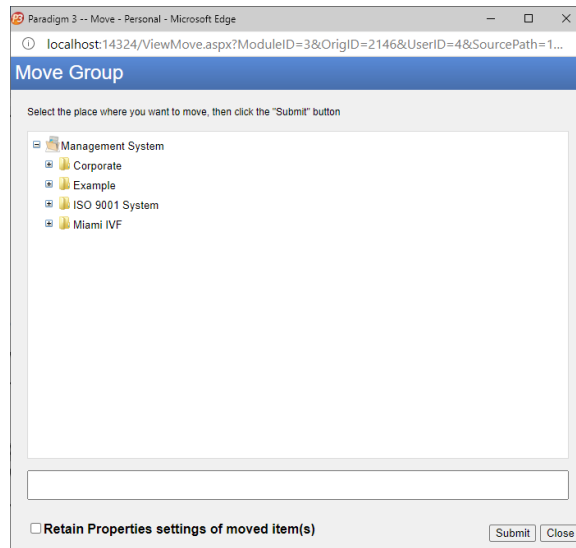 Paradigm 3 -- Move - Personal - Microsoft Edge
localhost:14324/ViewMove.aspx?ModuleID=3&OrigID=2146&UserID=4&SourcePath=1...
Move Group
Select the place where you want to move, then click the "Submit" button
Management System
Corporate
Example
ISO 9001 System
Miami IVF
Retain Properties settings of moved item(s)
Submit Close